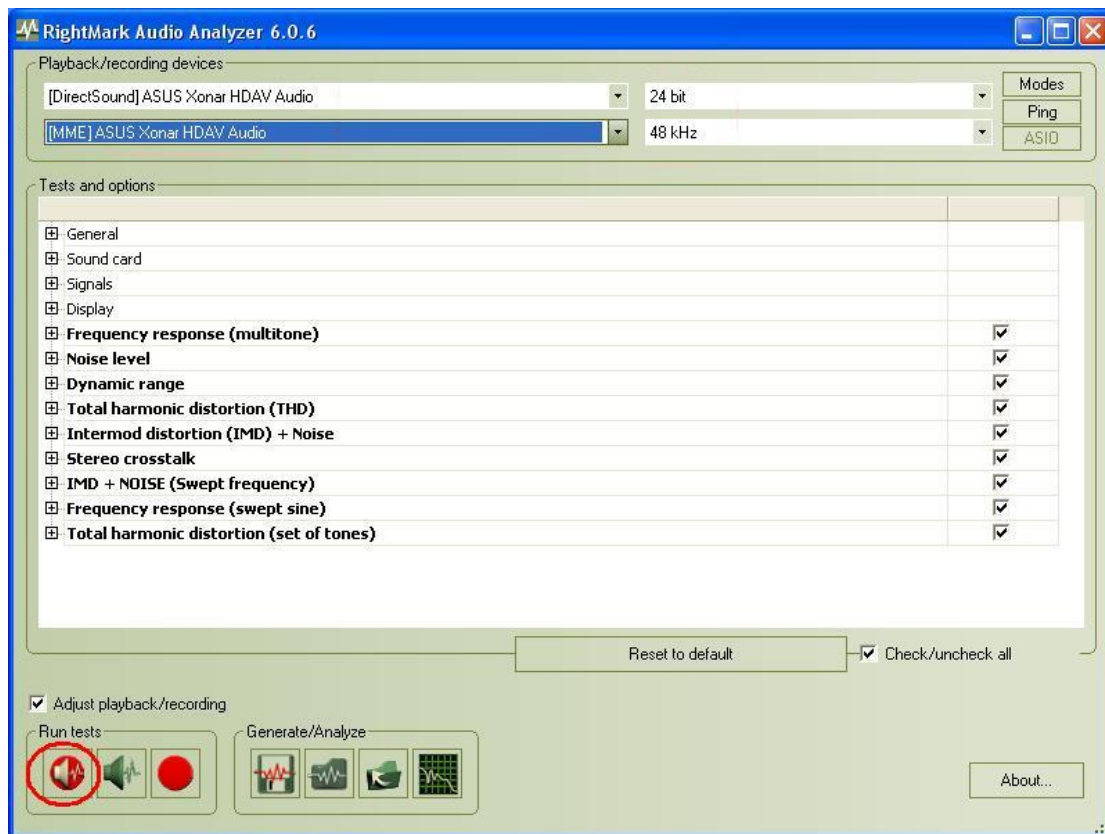 RightMark Audio Analyzer 6.0.6
Playback/recording devices
[DirectSound] ASUS Xonar HDAV Audio
24 bit
Modes
Ping
[MME] ASUS Xonar HDAV Audio
48 kHz
ASIO
Tests and options
General
Sound card
Signals
Display
Frequency response (multitone)
Noise level
Dynamic range
Total harmonic distortion (THD)
Intermod distortion (IMD) + Noise
Stereo crosstalk
IMD + NOISE (Swept frequency)
Frequency response (swept sine)
Total harmonic distortion (set of tones)
Reset to default
Check/uncheck all
Adjust playback/recording
Run tests
Generate/Analyze
About...